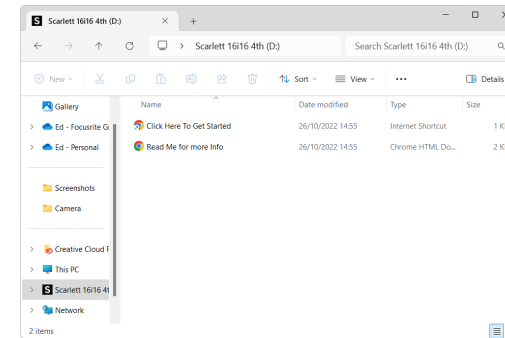 Scarlett 16i16 4th (D:)
Scarlett 16i16 4th (D:)
Search Scarlett 16i16 4th (D:)
New
Sort
View
Details
Name
Date modified
Type
Size
Gallery
Click Here To Get Started
26/10/2022 14:55
Internet Shortcut
1 K
Ed - Focusrite G
Read Me for more Info
26/10/2022 14:55
Chrome HTML Do...
2 K
Ed - Personal
Screenshots
Camera
Creative Cloud F
This PC
Scarlett 16i16 4t
Network
2 items